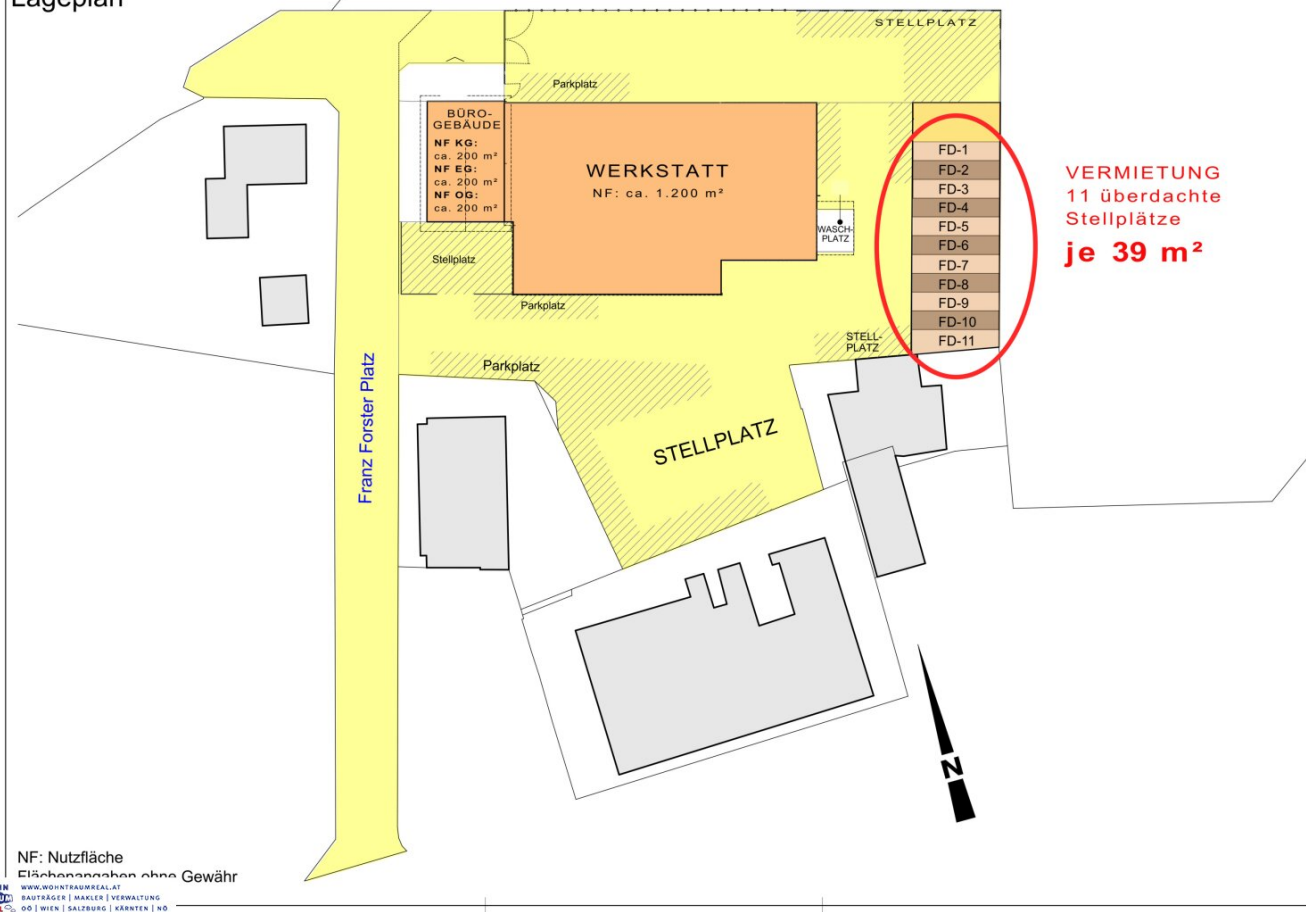 Lageplan
STELLPLATZ
Parkplatz
BÜRO-
GEBÄUDE
NF KG:
ca. 200 m²
NF EG:
ca. 200 m²
NF OG:
ca. 200 m²
WERKSTATT
NF: ca. 1.200 m²
WASCH-
PLATZ
FD-1
FD-2
FD-3
FD-4
FD-5
FD-6
FD-7
FD-8
FD-9
FD-10
FD-11
VERMIETUNG
11 überdachte
Stellplätze
je 39 m²
Stellplatz
Parkplatz
STELL-
PLATZ
Parkplatz
STELLPLATZ
Franz Forster Platz
N
NF: Nutzfläche
Flächenangaben ohne Gewähr
WWW.WOHNTRAUMREAL.AT
BAUTRÄGER | MAKLER | VERWALTUNG
OÖ | WIEN | SALZBURG | KÄRNTEN | NÖ